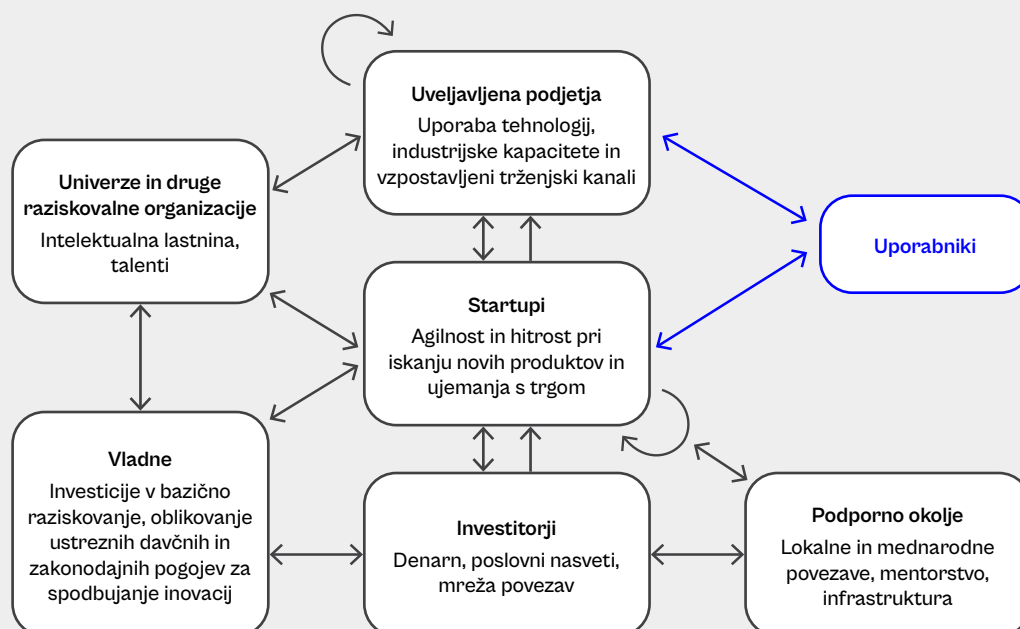 Uveljavljena podjetja
Uporaba tehnologij,
industrijske kapacitete in
vzpostavljeni trženjski kanali
Univerze in druge
raziskovalne organizacije
Intelektualna lastnina,
talenti
Uporabniki
Startupi
Agilnost in hitrost pri
iskanju novih produktov in
ujemanja s trgom
Vladne
Investicije v bazično
raziskovanje, oblikovanje
ustreznih davčnih in
zakonodajnih pogojev za
spodbujanje inovacij
Investitorji
Denarn, poslovni nasveti,
mreža povezav
Podporno okolje
Lokalne in mednarodne
povezave, mentorstvo,
infrastruktura